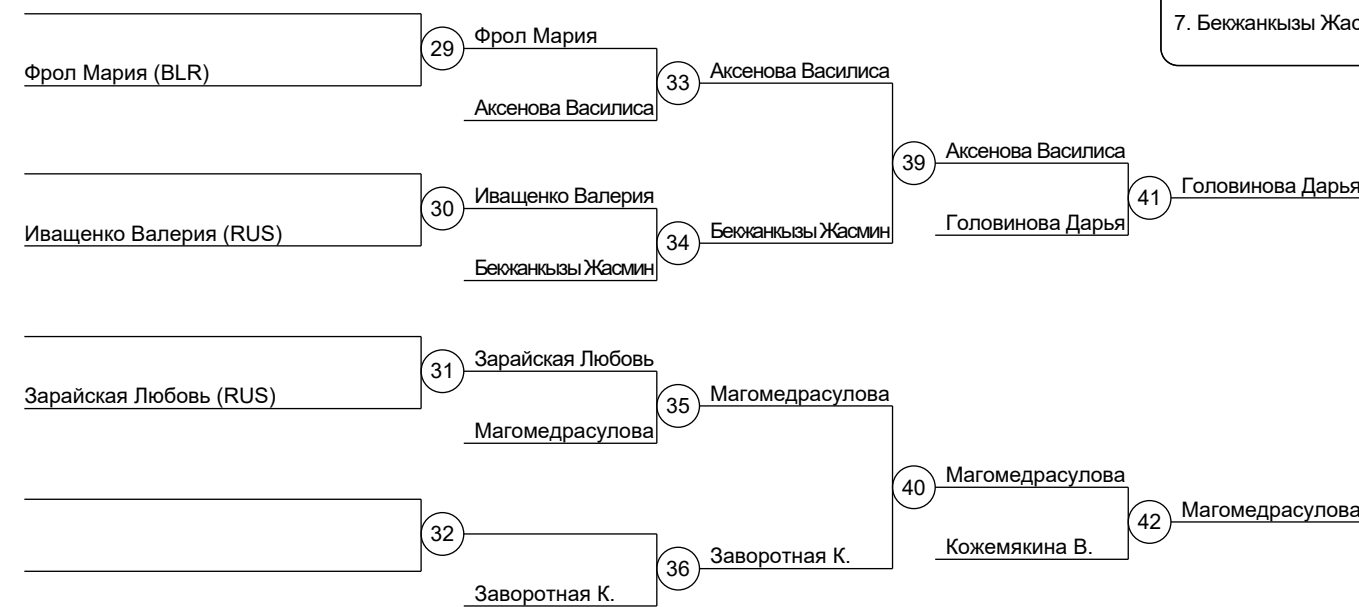 7. Бекжанкызы Жас
29
Фрол Мария
Фрол Мария (BLR)
33
Аксенова Василиса
Аксенова Василиса
39
Аксенова Василиса
30
Иващенко Валерия
41
Головинова Дарья
Иващенко Валерия (RUS)
34
Бекжанкызы Жасмин
Головинова Дарья
Бекжанкызы Жасмин
31
Зарайская Любовь
Зарайская Любовь (RUS)
35
Магомедрасулова
Магомедрасулова
40
Магомедрасулова
32
42
Магомедрасулова
36
Заворотная К.
Кожемякина В.
Заворотная К.